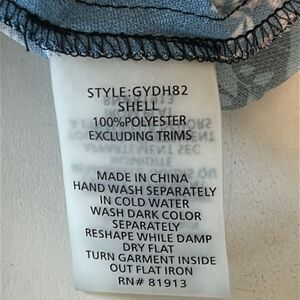 STYLE:GYDH82
SHELL
100%POLYESTER
EXCLUDING TRIMS
MADE IN CHINA
HAND WASH SEPARATELY
IN COLD WATER
WASH DARK COLOR
SEPARATELY
RESHAPE WHILE DAMP
DRY FLAT
TURN GARMENT INSIDE
OUT FLAT IRON
RN# 81913